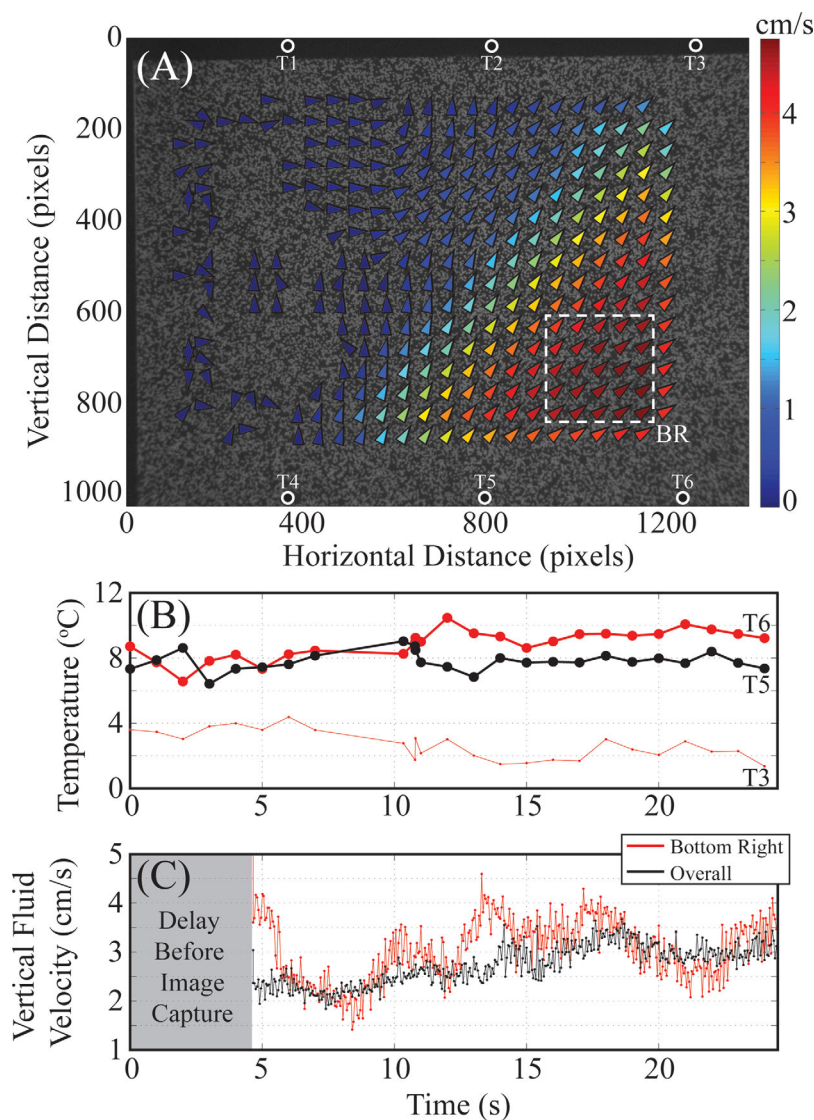 cm/s
(A)
T1 T2 T3
0
200
400
600
800
1000
Vertical Distance (pixels)
4
3
2
1
0
BR
T4 T5 T6
0 400 800 1200
Horizontal Distance (pixels)
(B)
12
8
4
0
Temperature (°C)
T6
T5
T3
0 5 10 15 20
(C)
Bottom Right
Overall
5
4
3
2
1
Vertical Fluid
Velocity (cm/s)
Delay
Before
Image
Capture
0 5 10 15 20
Time (s)